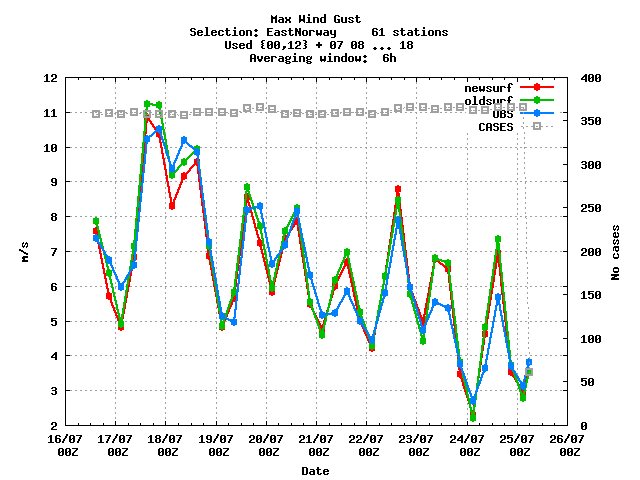 Max Wind Gust
Selection: EastNorway     61 stations
Used {00,12} + 07 08 ... 18
Averaging window:  6h
12
11
10
9
8
7
6
5
4
3
2
m/s
400
350
300
250
200
150
100
50
0
No cases
newsurf
oldsurf
OBS
CASES
16/07 17/07 18/07 19/07 20/07 21/07 22/07 23/07 24/07 25/07 26/07
00Z 00Z 00Z 00Z 00Z 00Z 00Z 00Z 00Z 00Z 00Z
Date